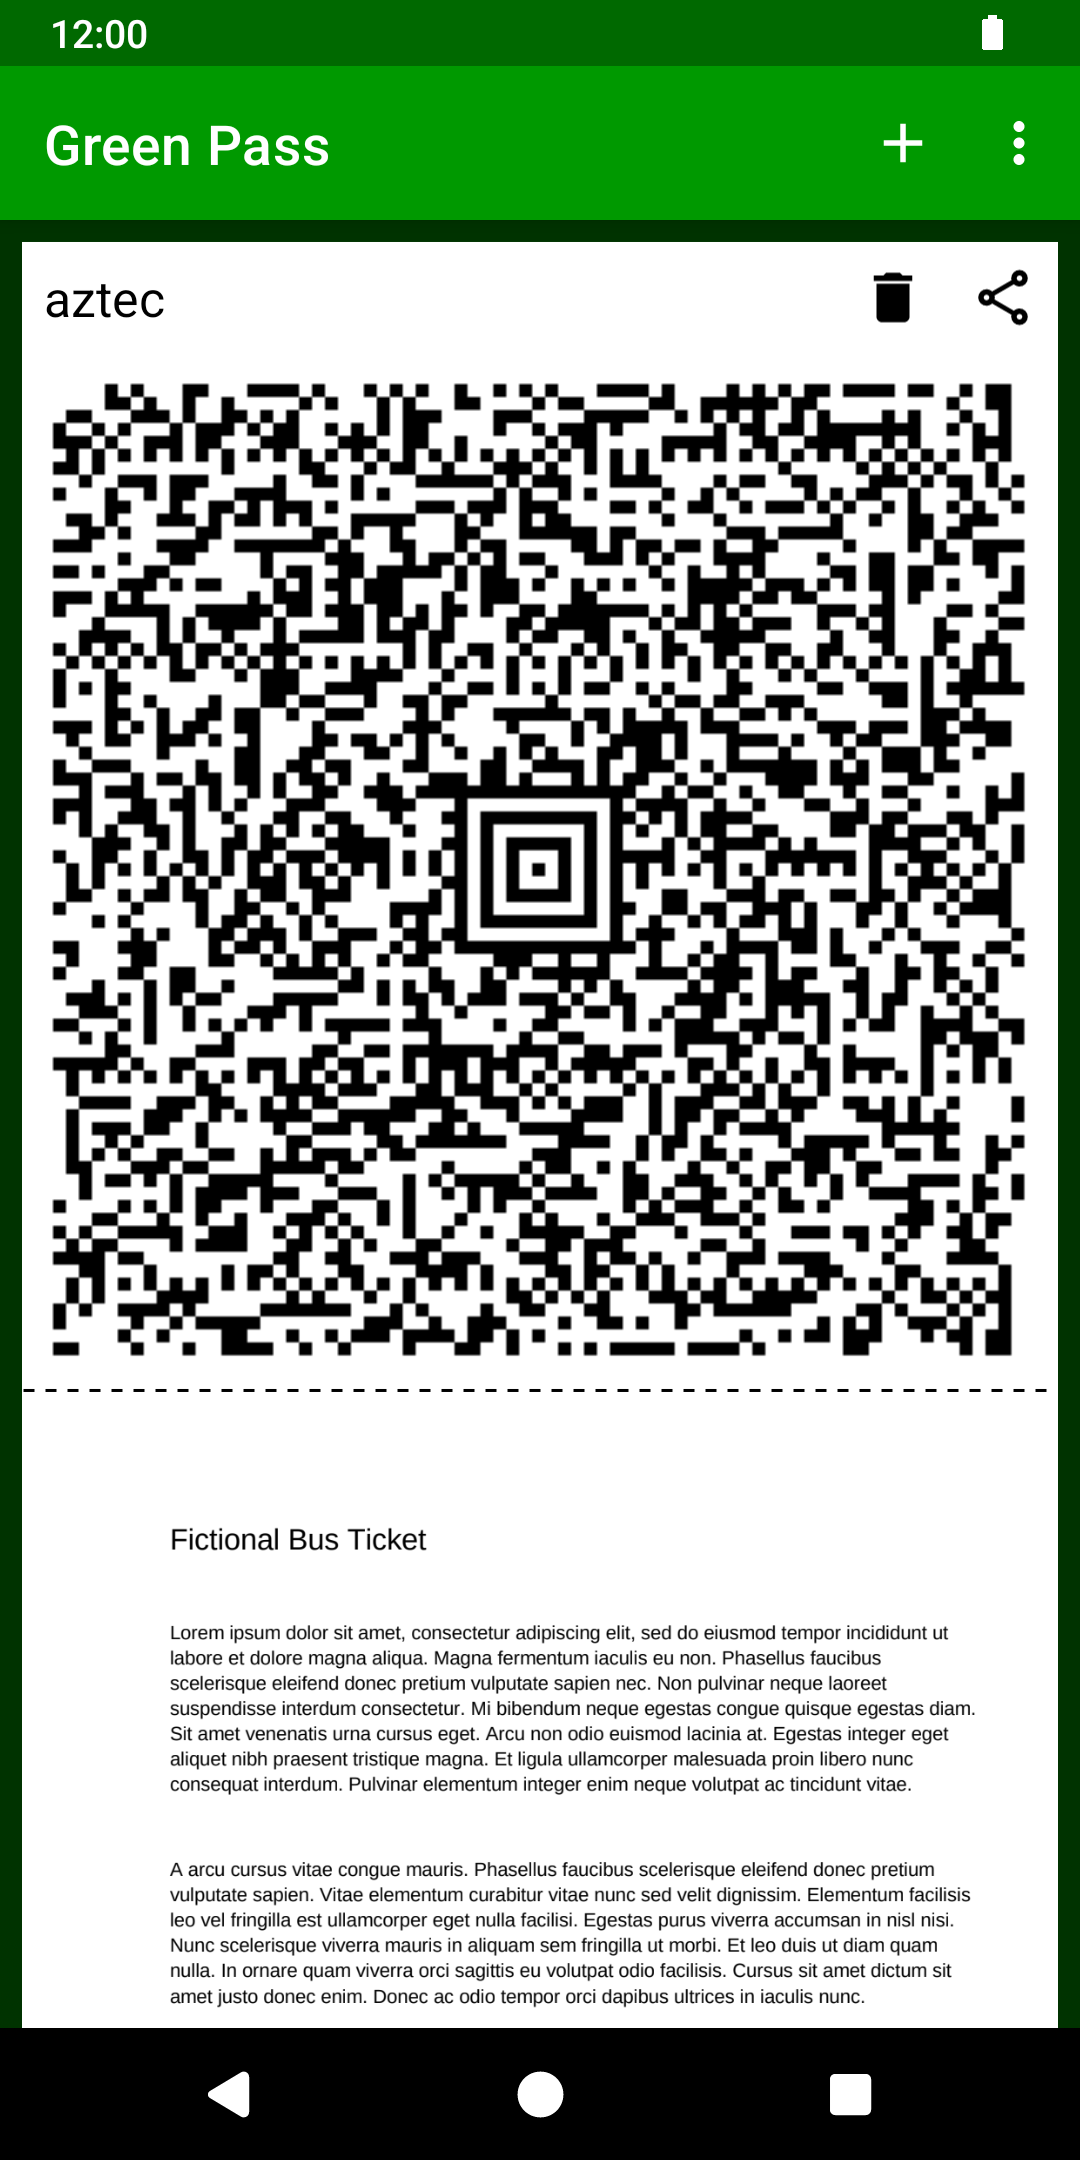 12:00
Green Pass
aztec
Fictional Bus Ticket
Lorem ipsum dolor sit amet, consectetur adipiscing elit, sed do eiusmod tempor incididunt ut
labore et dolore magna aliqua. Magna fermentum iaculis eu non. Phasellus faucibus
scelerisque eleifend donec pretium vulputate sapien nec. Non pulvinar neque laoreet
suspendisse interdum consectetur. Mi bibendum neque egestas congue quisque egestas diam.
Sit amet venenatis urna cursus eget. Arcu non odio euismod lacinia at. Egestas integer eget
aliquet nibh praesent tristique magna. Et ligula ullamcorper malesuada proin libero nunc
consequat interdum. Pulvinar elementum integer enim neque volutpat ac tincidunt vitae.
A arcu cursus vitae congue mauris. Phasellus faucibus scelerisque eleifend donec pretium
vulputate sapien. Vitae elementum curabitur vitae nunc sed velit dignissim. Elementum facilisis
leo vel fringilla est ullamcorper eget nulla facilisi. Egestas purus viverra accumsan in nisl nisi.
Nunc scelerisque viverra mauris in aliquam sem fringilla ut morbi. Et leo duis ut diam quam
nulla. In ornare quam viverra orci sagittis eu volutpat odio facilisis. Cursus sit amet dictum sit
amet justo donec enim. Donec ac odio tempor orci dapibus ultrices in iaculis nunc.